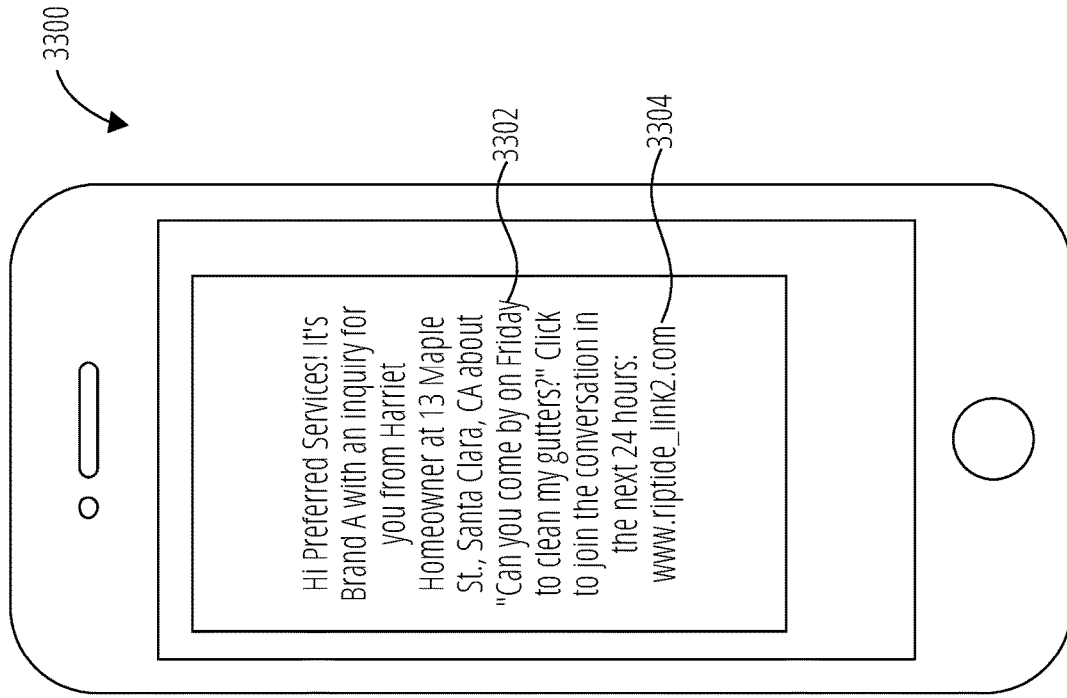 3300
Hi Preferred Services! It's
Brand A with an inquiry for
you from Harriet
Homeowner at 13 Maple
St., Santa Clara, CA about
"Can you come by on Friday
to clean my gutters?" Click
to join the conversation in
the next 24 hours:
www.riptide_link2.com
3302
3304